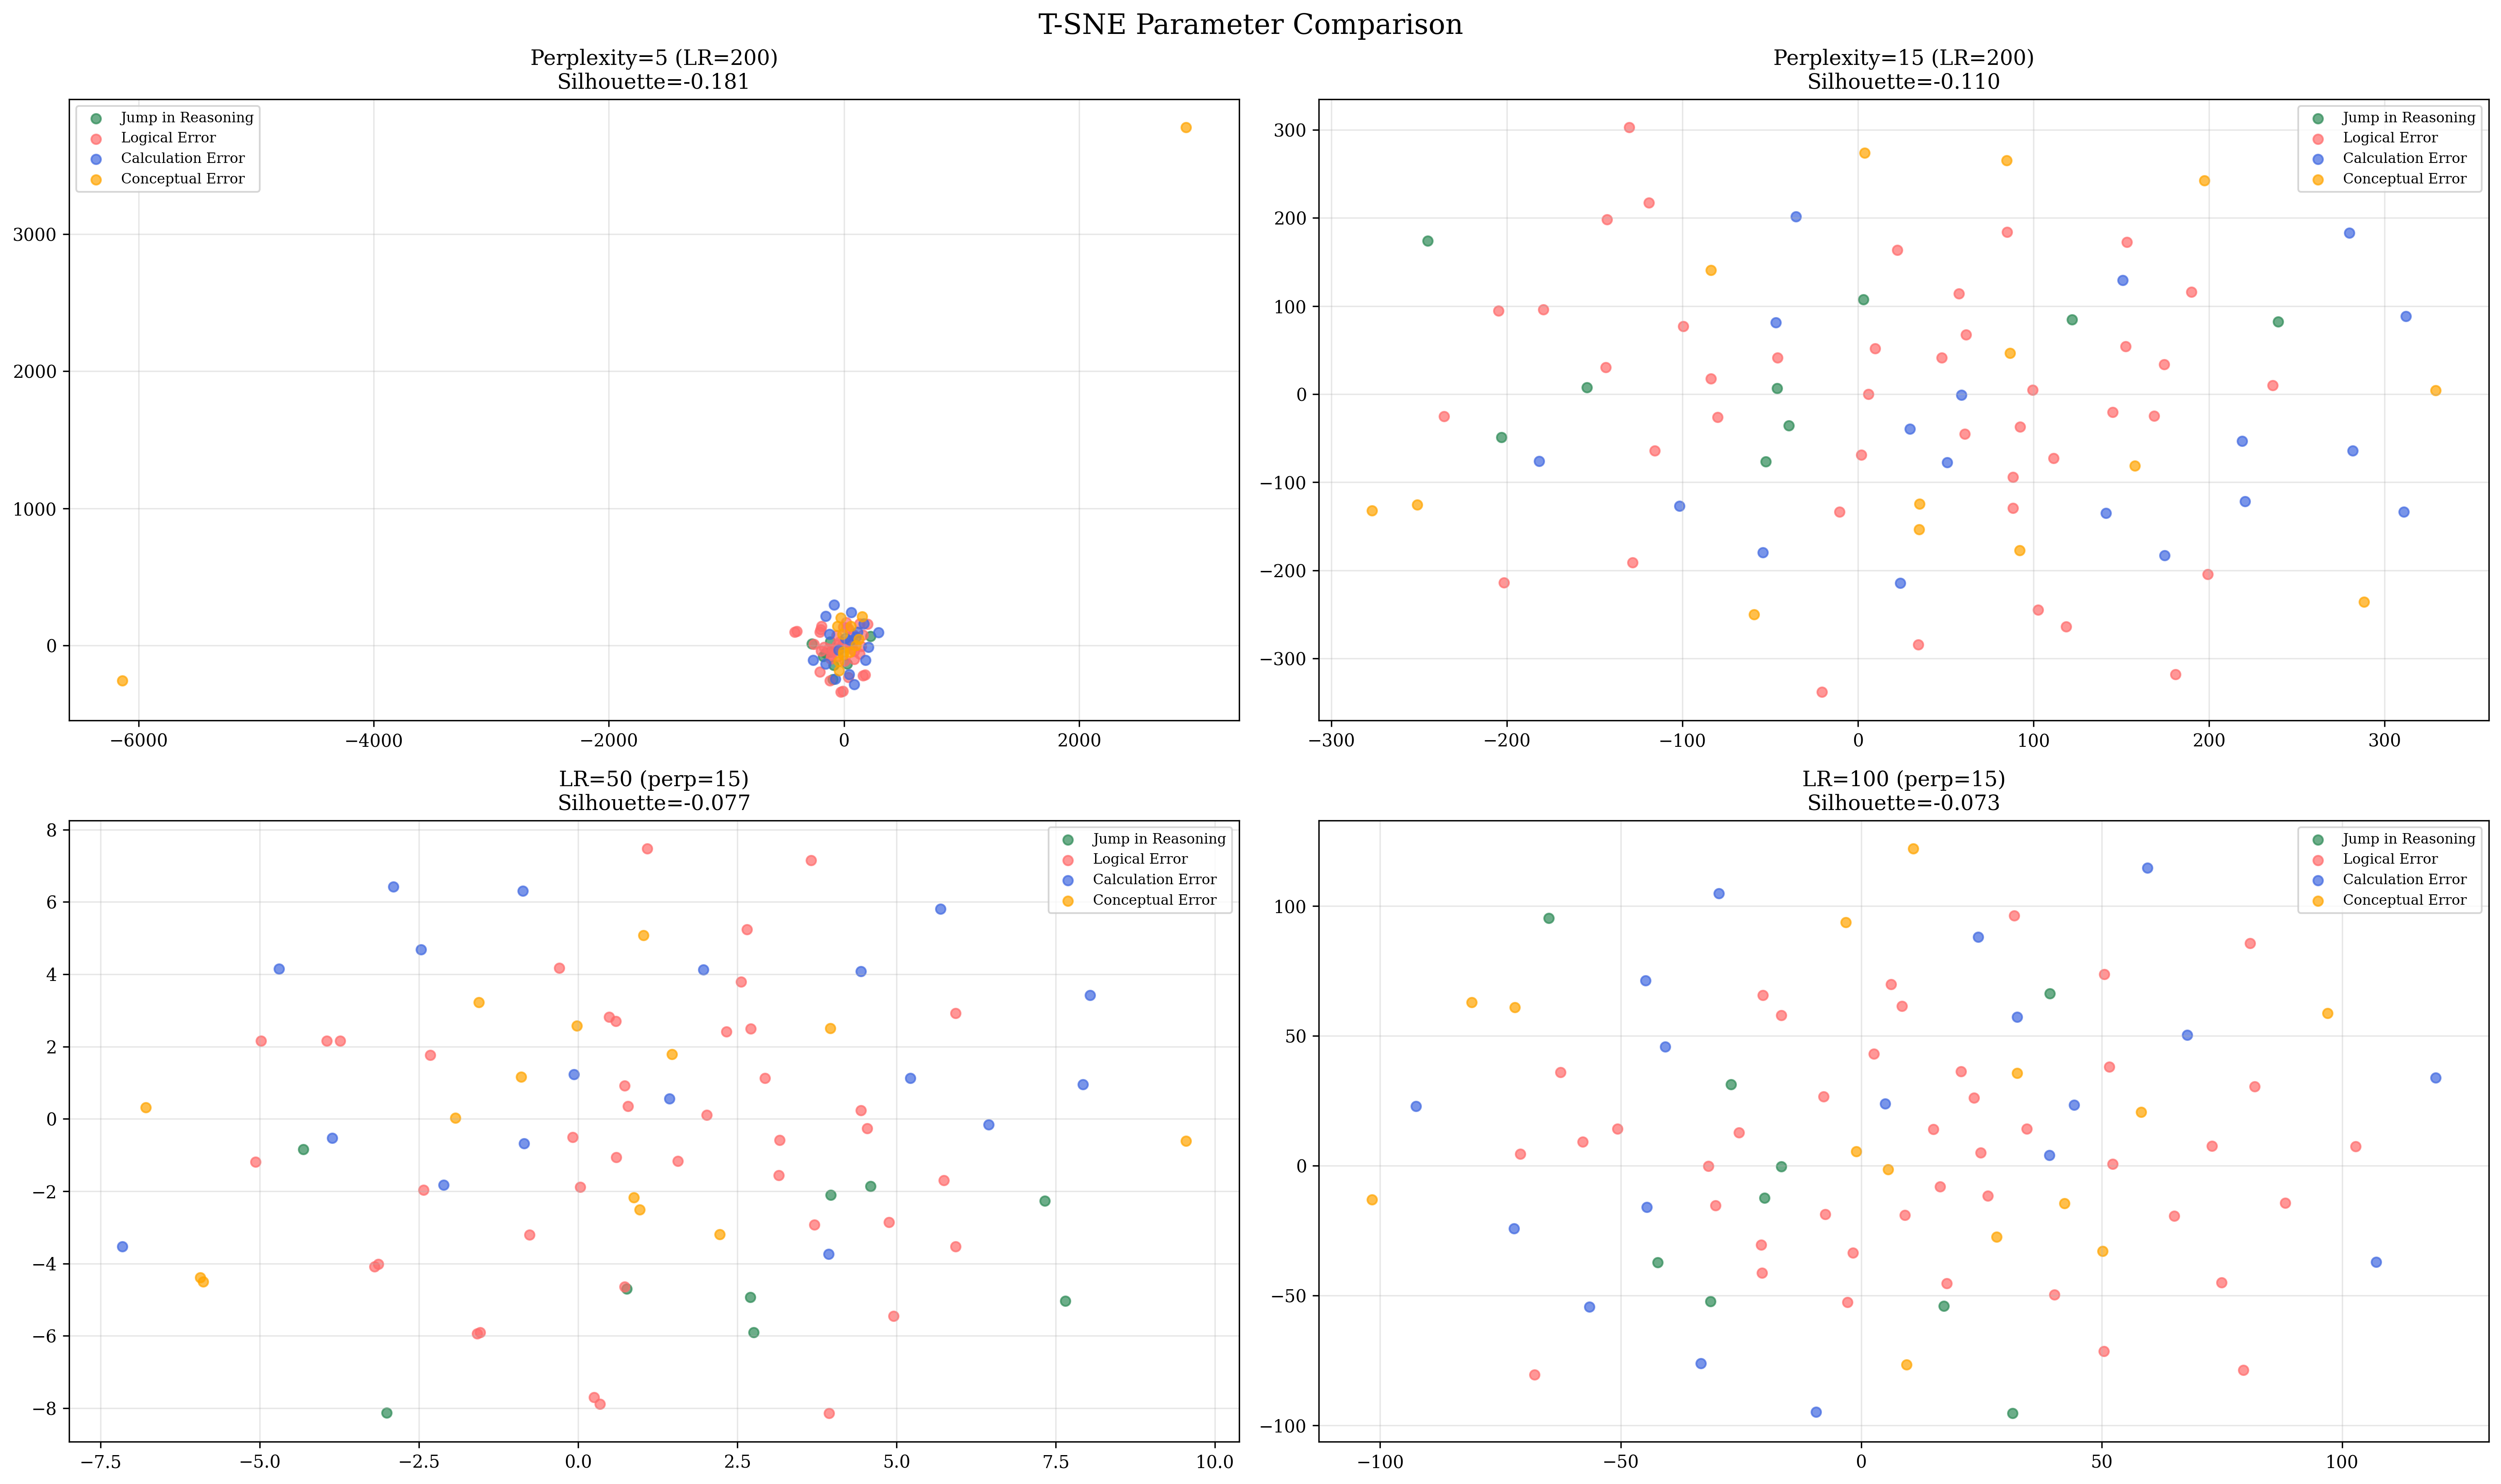 T-SNE Parameter Comparison
Perplexity=5 (LR=200)
Silhouette=-0.181
Jump in Reasoning
Logical Error
Calculation Error
Conceptual Error
3000
2000
1000
0
−6000
−4000
−2000
0
2000
Perplexity=15 (LR=200)
Silhouette=-0.110
Jump in Reasoning
Logical Error
Calculation Error
Conceptual Error
300
200
100
0
−100
−200
−300
−300
−200
−100
0
100
200
300
LR=50 (perp=15)
Silhouette=-0.077
Jump in Reasoning
Logical Error
Calculation Error
Conceptual Error
8
6
4
2
0
−2
−4
−6
−8
−7.5
−5.0
−2.5
0.0
2.5
5.0
7.5
10.0
LR=100 (perp=15)
Silhouette=-0.073
Jump in Reasoning
Logical Error
Calculation Error
Conceptual Error
100
50
0
−50
−100
−100
−50
0
50
100